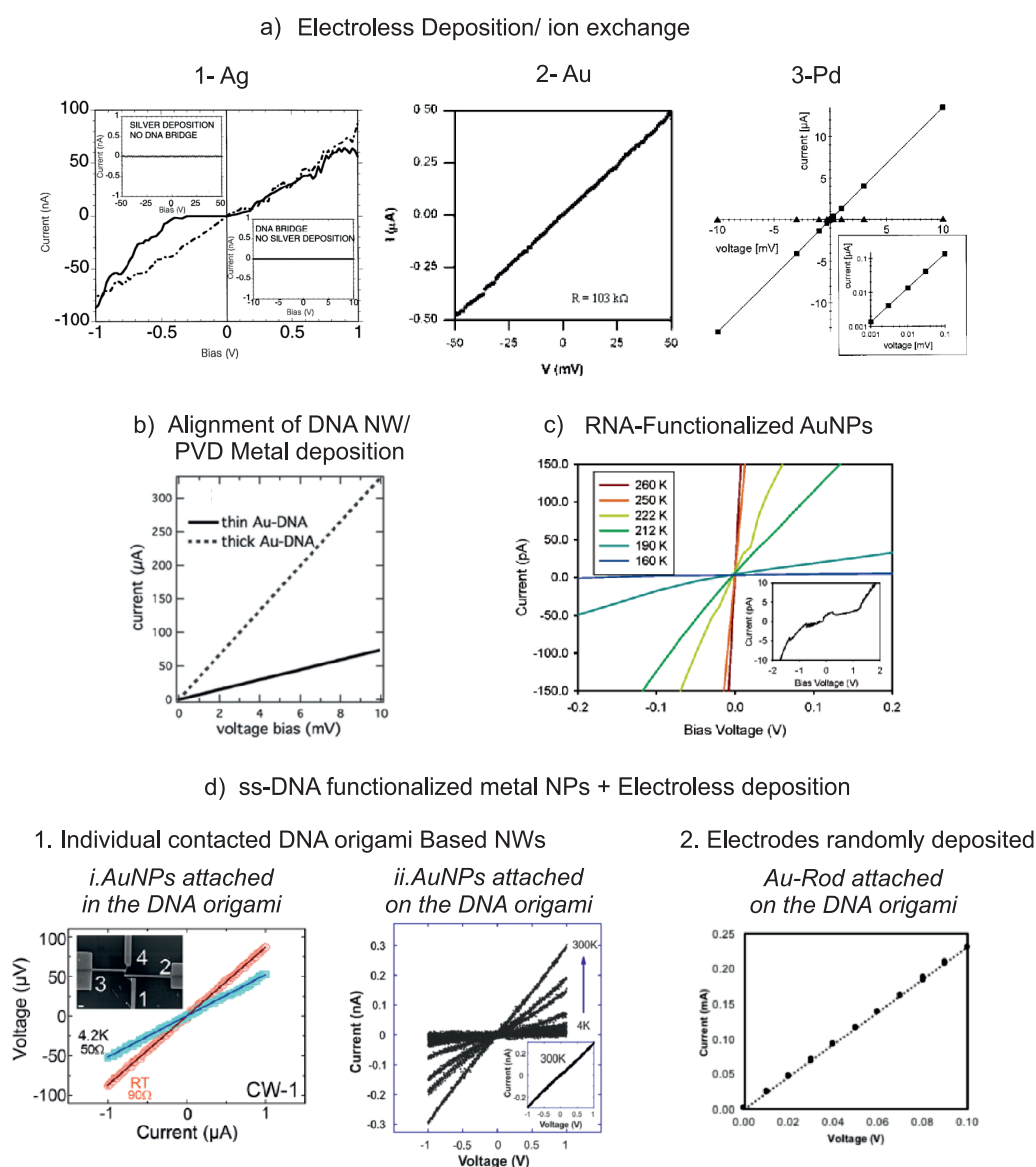 a) Electroless Deposition/ ion exchange
1- Ag
2- Au
3-Pd
100
50
0
-50
-100
-1
-0.5
0
0.5
1
Current (nA)
Bias (V)
SILVER DEPOSITION
NO DNA BRIDGE
1
0.5
0
-0.5
-1
-50
-25
0
25
50
Current (nA)
Bias (V)
DNA BRIDGE
NO SILVER DEPOSITION
1
0.5
0
-0.5
-1
-10
-5
0
5
10
Current (nA)
Bias (V)
0.50
0.25
0.00
-0.25
-0.50
-50
-25
0
25
50
I (μA)
V (mV)
R = 103 kΩ
current [μA]
10
5
-5
-10
-10
-5
5
10
voltage [mV]
current [μA]
0.1
0.01
0.001
0.001
0.01
0.1
voltage [mV]
b) Alignment of DNA NW/
PVD Metal deposition
300
250
200
150
100
50
0
0
2
4
6
8
10
current (μA)
voltage bias (mV)
thin Au-DNA
thick Au-DNA
c) RNA-Functionalized AuNPs
150.0
100.0
50.0
0.0
-50.0
-100.0
-150.0
-0.2
-0.1
0.0
0.1
0.2
Current (pA)
Bias Voltage (V)
260 K
250 K
222 K
212 K
190 K
160 K
10
5
0
-5
-10
-2
-1
0
1
2
Current (pA)
Bias Voltage (V)
d) ss-DNA functionalized metal NPs + Electroless deposition
1. Individual contacted DNA origami Based NWs
2. Electrodes randomly deposited
i.AuNPs attached
in the DNA origami
ii.AuNPs attached
on the DNA origami
Au-Rod attached
on the DNA origami
100
50
0
-50
-100
-1
0
1
Voltage (μV)
Current (μA)
4
2
3
1
4.2K
50Ω
RT
90Ω
CW-1
0.3
0.2
0.1
0
-0.1
-0.2
-0.3
-1
-0.5
0
0.5
1
Current (nA)
Voltage (V)
300K
4K
300K
0.2
0
-0.2
-1
-0.5
0
0.5
1
Current (nA)
Voltage (V)
0.25
0.20
0.15
0.10
0.05
0.00
0.00
0.02
0.04
0.06
0.08
0.10
Current (mA)
Voltage (V)